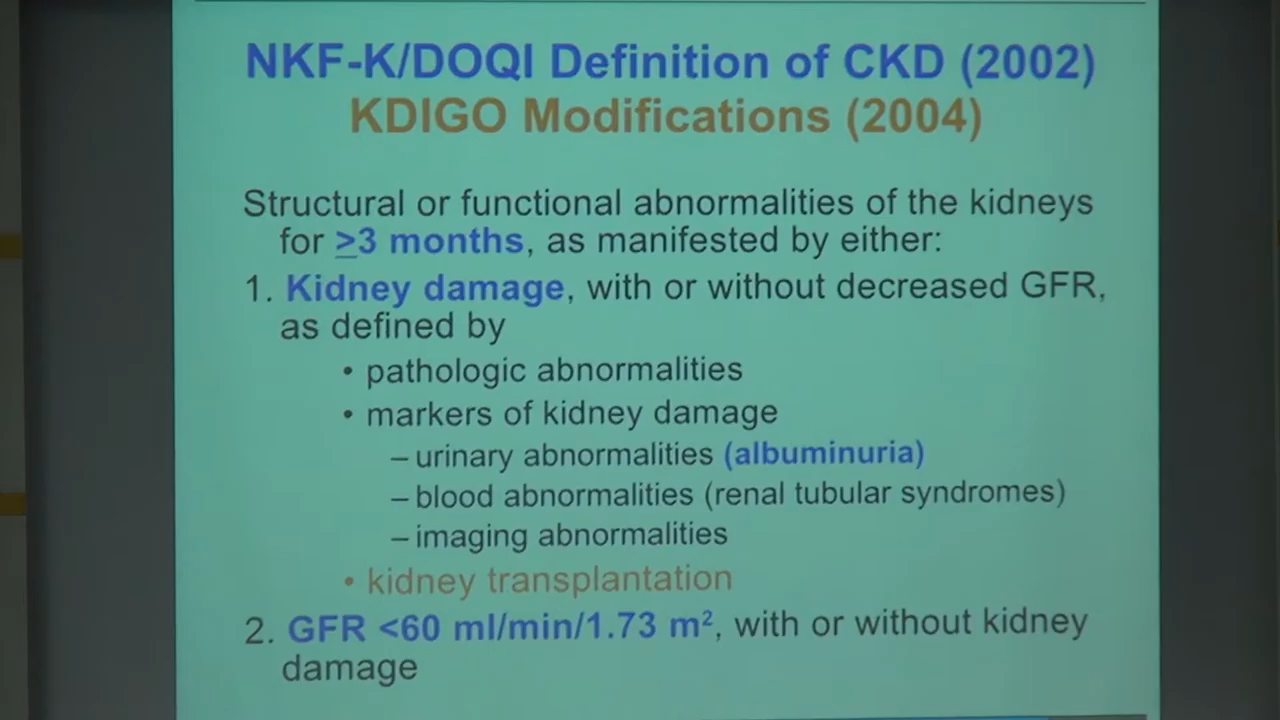 NKF-K/DOQI Definition of CKD (2002)
KDIGO Modifications (2004)
Structural or functional abnormalities of the kidneys
for ≥3 months, as manifested by either:
1. Kidney damage, with or without decreased GFR,
as defined by
• pathologic abnormalities
• markers of kidney damage
– urinary abnormalities (albuminuria)
– blood abnormalities (renal tubular syndromes)
– imaging abnormalities
• kidney transplantation
2. GFR <60 ml/min/1.73 m², with or without kidney
damage